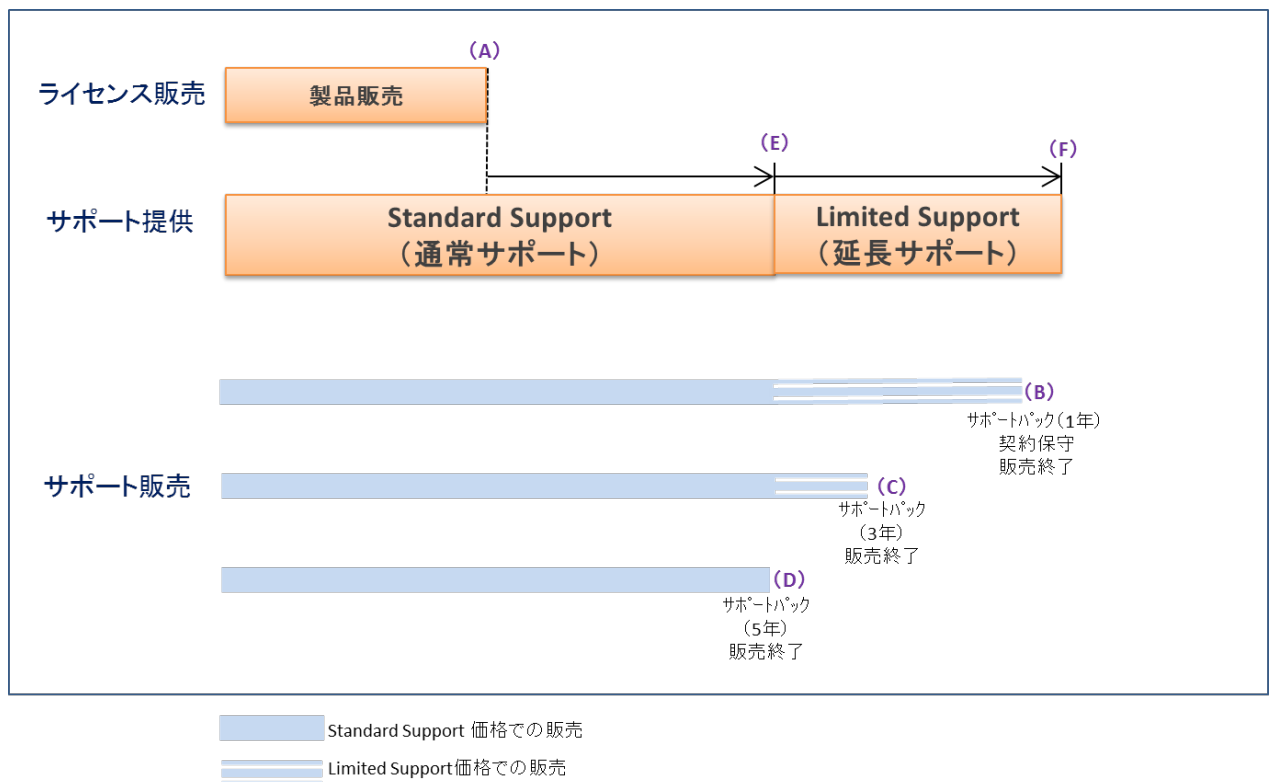 (A)
ライセンス販売
製品販売
(E)
(F)
サポート提供
Standard Support
(通常サポート)
Limited Support
(延長サポート)
(B)
ｻﾎﾟｰﾄﾊﾟｯｸ(1年)
契約保守
販売終了
サポート販売
(C)
ｻﾎﾟｰﾄﾊﾟｯｸ
(3年)
販売終了
(D)
ｻﾎﾟｰﾄﾊﾟｯｸ
(5年)
販売終了
Standard Support 価格での販売
Limited Support価格での販売